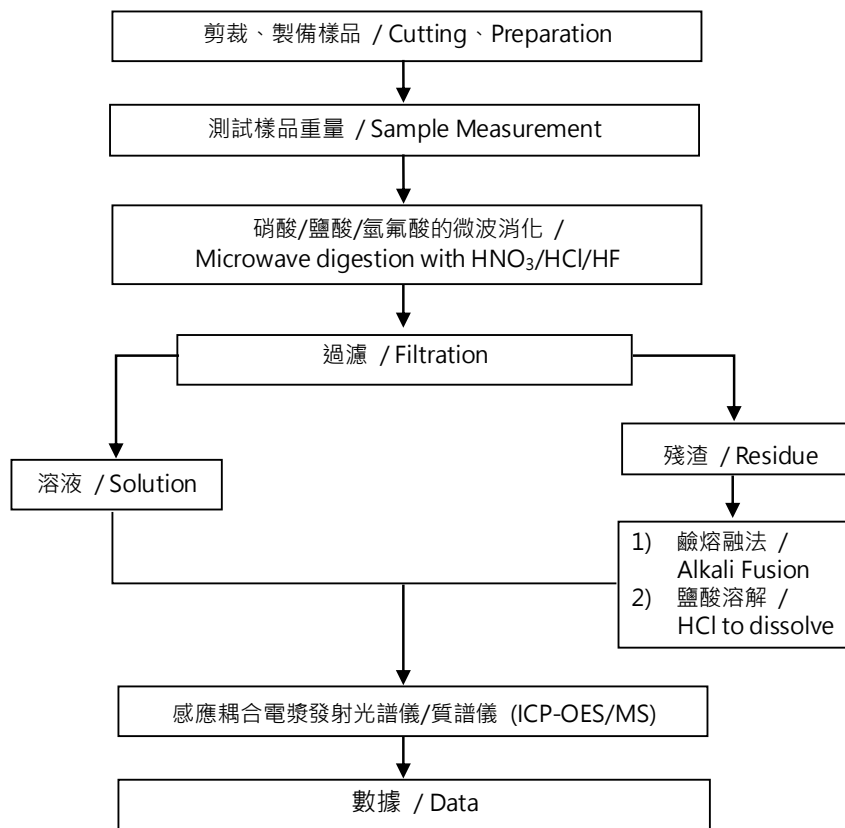 剪裁、製備樣品 / Cutting、Preparation
測試樣品重量 / Sample Measurement
硝酸/鹽酸/氫氟酸的微波消化 /
Microwave digestion with HNO₃/HCl/HF
過濾 / Filtration
溶液 / Solution
殘渣 / Residue
1) 鹼熔融法 /
Alkali Fusion
2) 鹽酸溶解 /
HCl to dissolve
感應耦合電漿發射光譜儀/質譜儀 (ICP-OES/MS)
數據 / Data